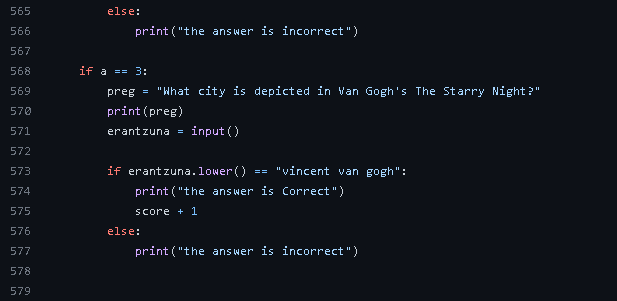 565 else:
566 print("the answer is incorrect")
567
568 if a == 3:
569 preg = "What city is depicted in Van Gogh's The Starry Night?"
570 print(preg)
571 erantzuna = input()
572
573 if erantzuna.lower() == "vincent van gogh":
574 print("the answer is Correct")
575 score + 1
576 else:
577 print("the answer is incorrect")
578
579